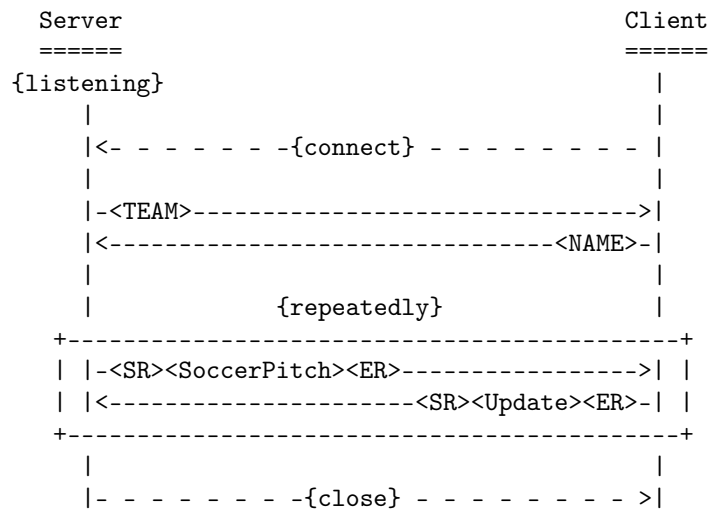 Server Client
====== ======
{listening} |
| |
|<- - - - - - -{connect} - - - - - - - - |
| |
|-<TEAM>-------------------------------->|
|<--------------------------------<NAME>-|
| |
| {repeatedly} |
+--------------------------------------------+
| |-<SR><SoccerPitch><ER>----------------->| |
| |<----------------------<SR><Update><ER>-| |
+--------------------------------------------+
| |
|- - - - - - - -{close} - - - - - - - - >|